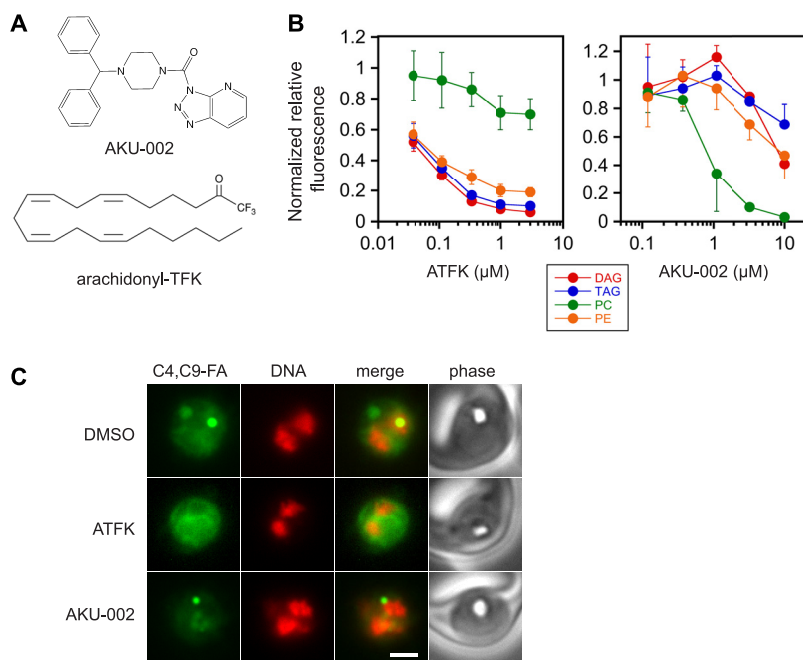 A
O
N
N
N
N
N
N
AKU-002
O
CF3
arachidonyl-TFK
B
Normalized relative
fluorescence
1.2
1
0.8
0.6
0.4
0.2
0
0.01
0.1
1
10
ATFK (µM)
1.2
1
0.8
0.6
0.4
0.2
0
0.1
1
10
AKU-002 (µM)
DAG
TAG
PC
PE
C
C4,C9-FA
DNA
merge
phase
DMSO
ATFK
AKU-002